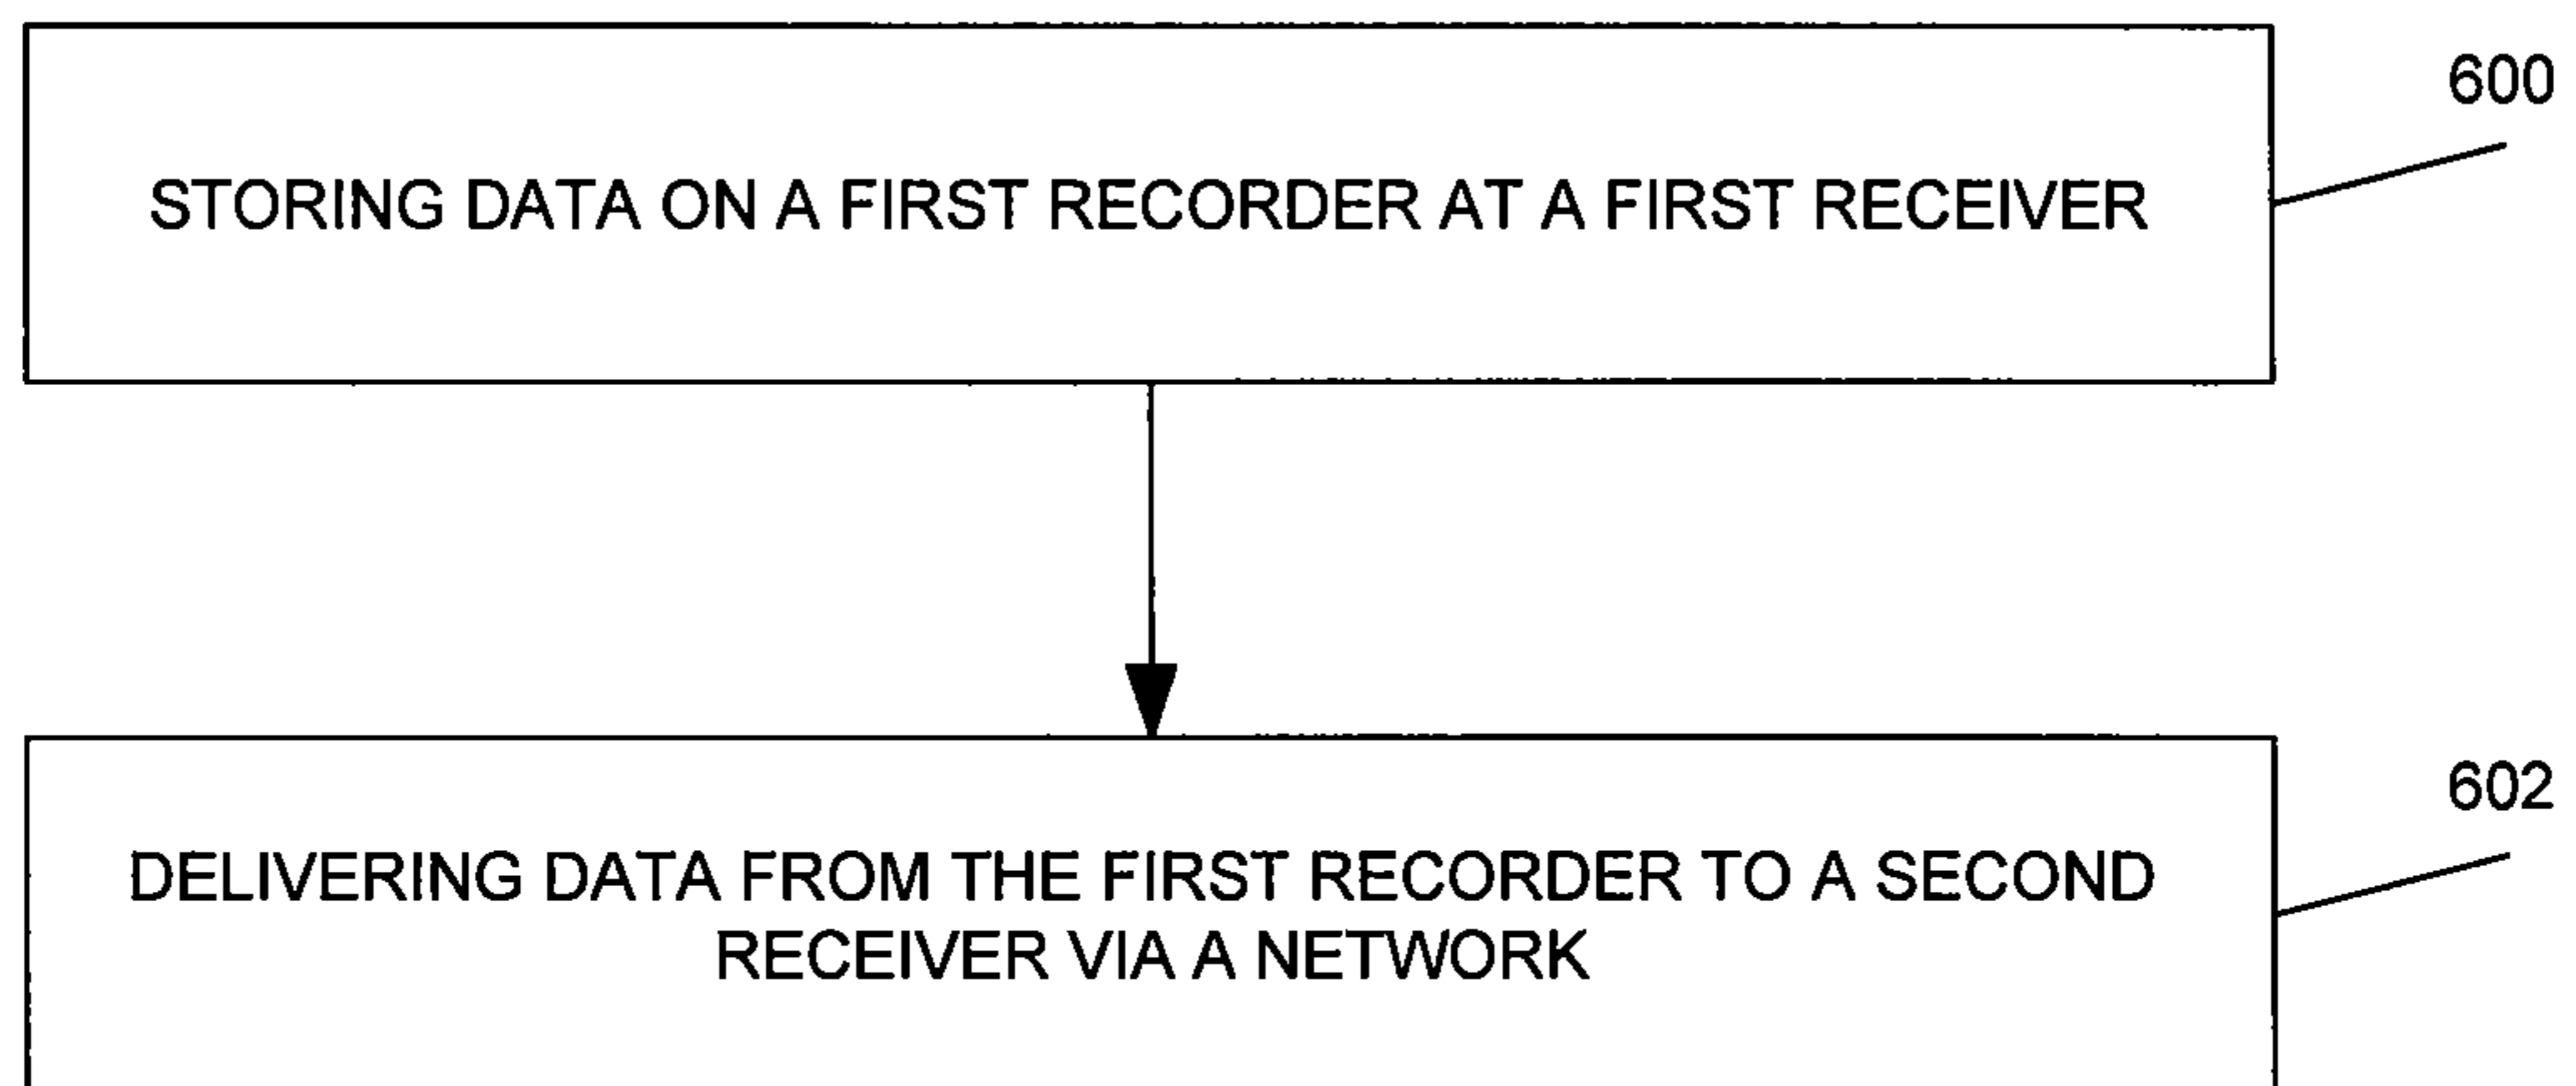 600
STORING DATA ON A FIRST RECORDER AT A FIRST RECEIVER
602
DELIVERING DATA FROM THE FIRST RECORDER TO A SECOND
RECEIVER VIA A NETWORK